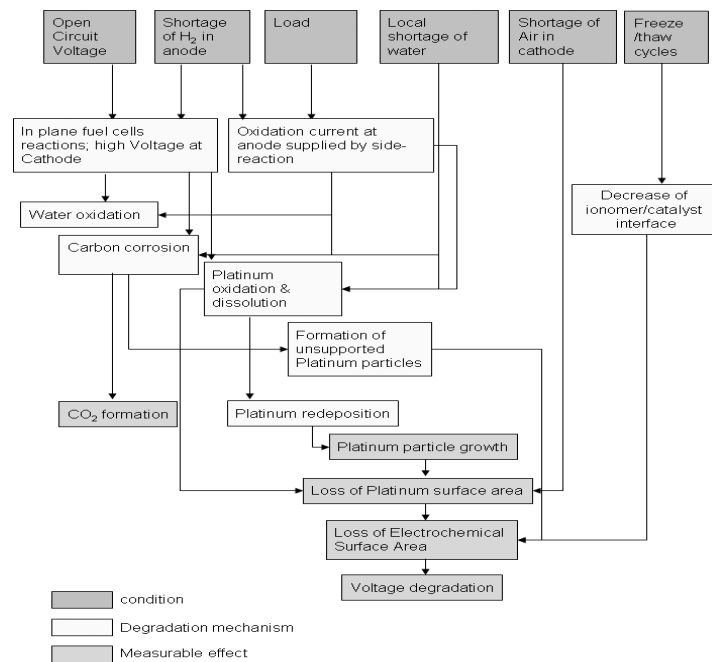 Open
Circuit
Voltage
Shortage
of H₂ in
anode
Load
Local
shortage of
water
Shortage of
Air in
cathode
Freeze
/thaw
cycles
In plane fuel cells
reactions; high Voltage at
Cathode
Oxidation current at
anode supplied by side-
reaction
Decrease of
ionomer/catalyst
interface
Water oxidation
Carbon corrosion
Platinum
oxidation &
dissolution
Formation of
unsupported
Platinum particles
CO₂ formation
Platinum redeposition
Platinum particle growth
Loss of Platinum surface area
Loss of Electrochemical
Surface Area
Voltage degradation
condition
Degradation mechanism
Measurable effect